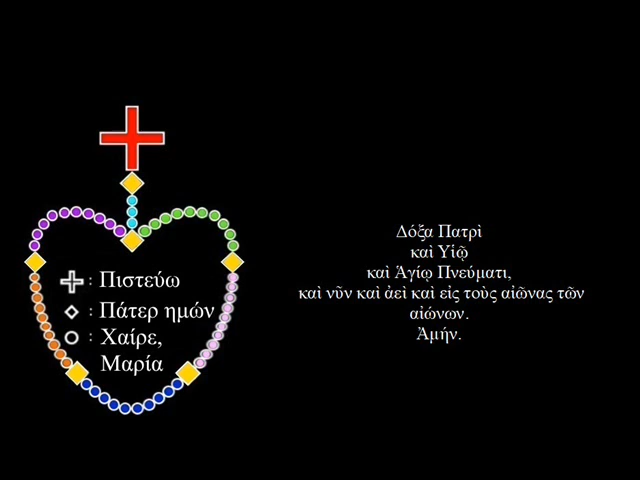 : Πιστεύω
: Πάτερ ημών
: Χαίρε,
Μαρία
Δόξα Πατρὶ
καὶ Υἱῷ
καὶ Ἁγίῳ Πνεύματι,
καὶ νῦν καὶ ἀεὶ καὶ εἰς τοὺς αἰῶνας τῶν
αἰώνων.
Ἀμήν.